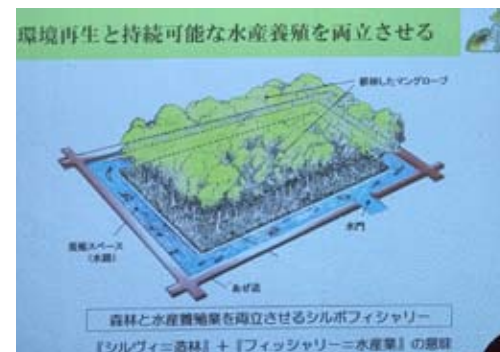 環境再生と持続可能な水産養殖を両立させる
植林したマングローブ
養殖スペース
(水路)
水門
あぜ道
森林と水産養殖業を両立させるシルボフィシャリー
『シルヴィ=造林』+『フィッシャリー=水産業』の意味